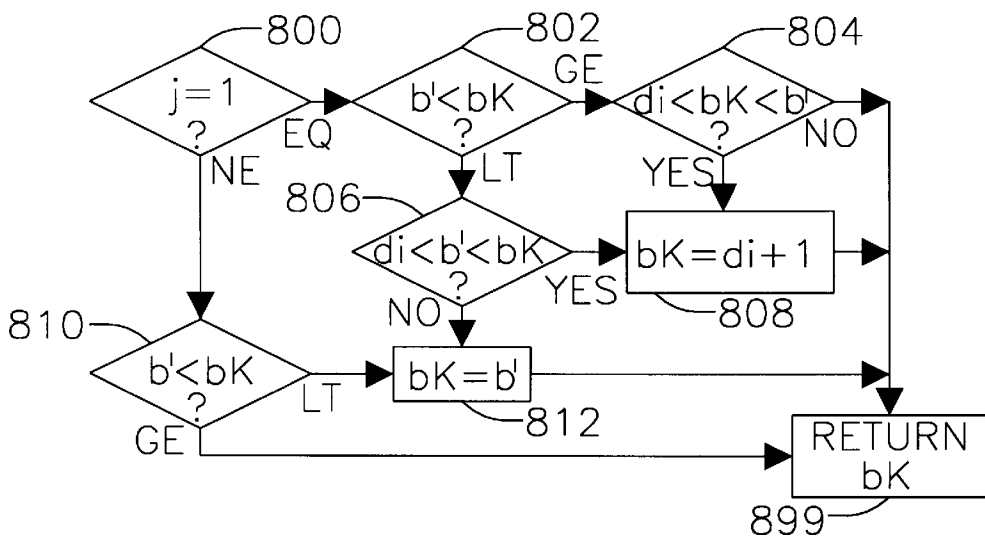 800
802
804
j=1
?
EQ
NE
b'<bK
?
GE
LT
di<bK<b'
?
NO
YES
806
di<b'<bK
?
YES
NO
bK=di+1
808
810
b'<bK
?
LT
GE
bK=b'
812
RETURN
bK
899